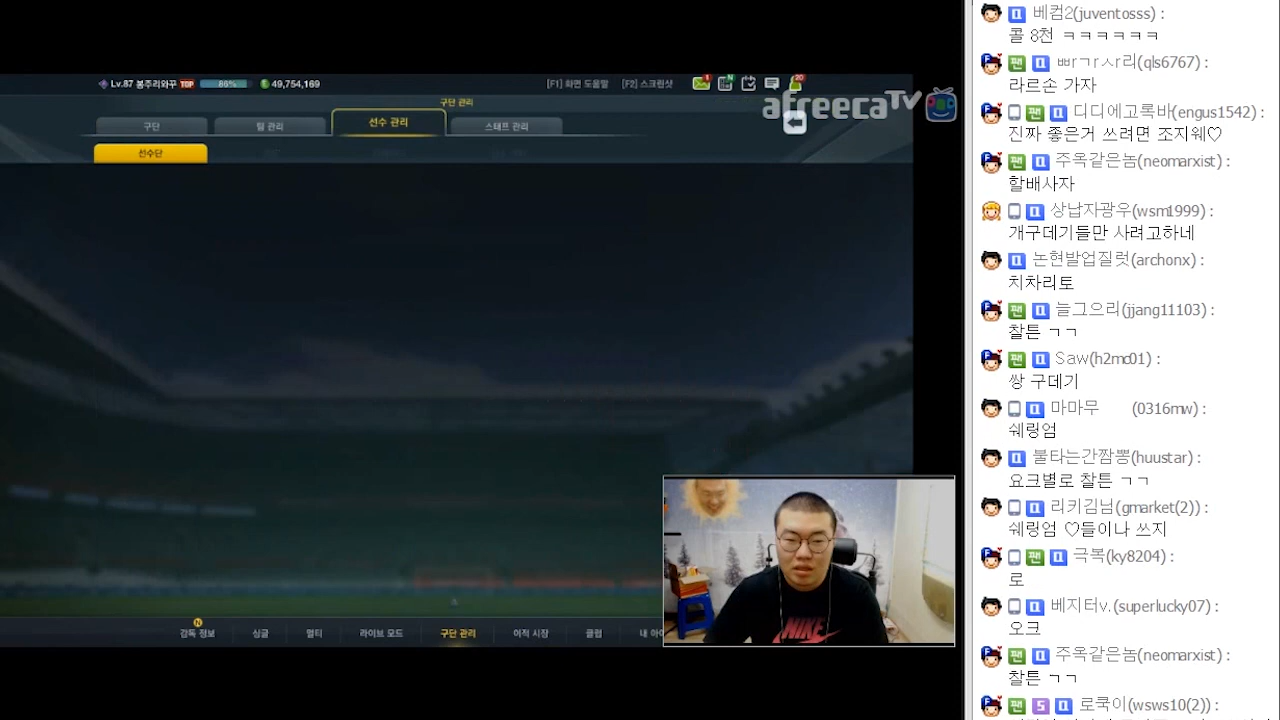 Lv.87 봉주리와꾸 TOP 86% 49,754,1
[F1] 화면 도움말 [F2] 스크린샷
구단 관리
afreecaTV
구단 팀 관리 선수 관리 스태프 관리
선수단
NIKE
감독 정보 싱글 라이브 모드 구단 관리 이적 시장 클럽 내 아이
베컴2(juventosss) :
콜 8천 ㅋㅋㅋㅋㅋㅋ
빠ㄱㅏㅅㅏ리(qls6767) :
라르손 가자
디디에고록바(engus1542) :
진짜 좋은거 쓰려면 조지웨♡
주옥같은놈(neomarxist) :
할배사자
상납자광우(wsm1999) :
개구데기들만 사려고하네
논현발업질럿(archonx) :
치차리토
늘그으리(jjang11103) :
찰튼 ㄱㄱ
Saw(h2mc01) :
쌍 구데기
마마무 (0316mw) :
쉐링엄
불타는간짬뽕(huustar) :
요크별로 찰튼 ㄱㄱ
리키김님(gmarket(2)) :
쉐링엄 ♡들이나 쓰지
극복(ky8204) :
로
베지터v.(superlucky07) :
오크
주옥같은놈(neomarxist) :
찰튼 ㄱㄱ
로쿡이(wsws10(2)) :